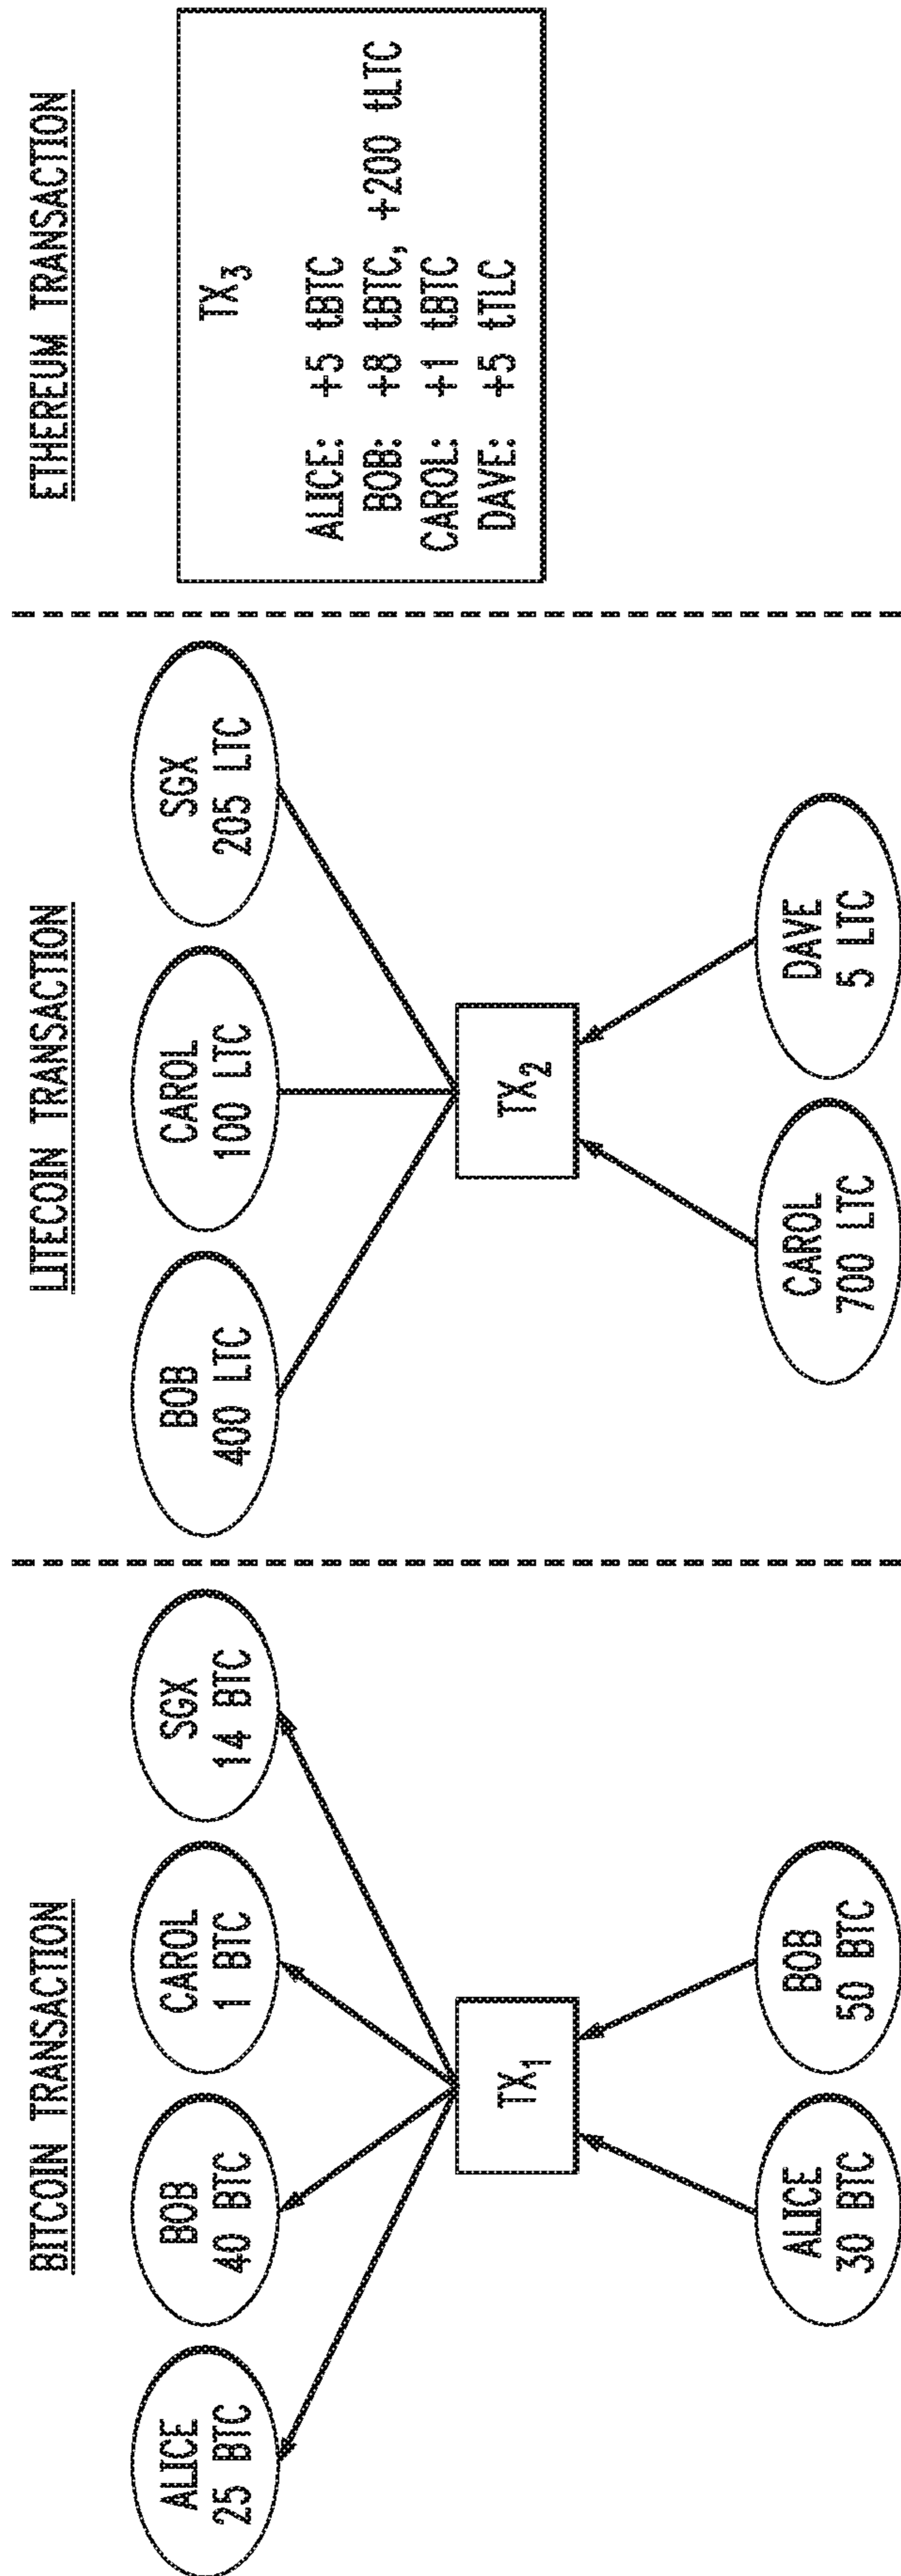 BITCOIN TRANSACTION
ALICE
25 BTC
BOB
40 BTC
CAROL
1 BTC
SGX
14 BTC
TX1
ALICE
30 BTC
BOB
50 BTC
LITECOIN TRANSACTION
BOB
400 LTC
CAROL
100 LTC
SGX
205 LTC
TX2
CAROL
700 LTC
DAVE
5 LTC
ETHEREUM TRANSACTION
TX3
ALICE: +5 tBTC
BOB: +8 tBTC, +200 tLTC
CAROL: +1 tBTC
DAVE: +5 tTLC